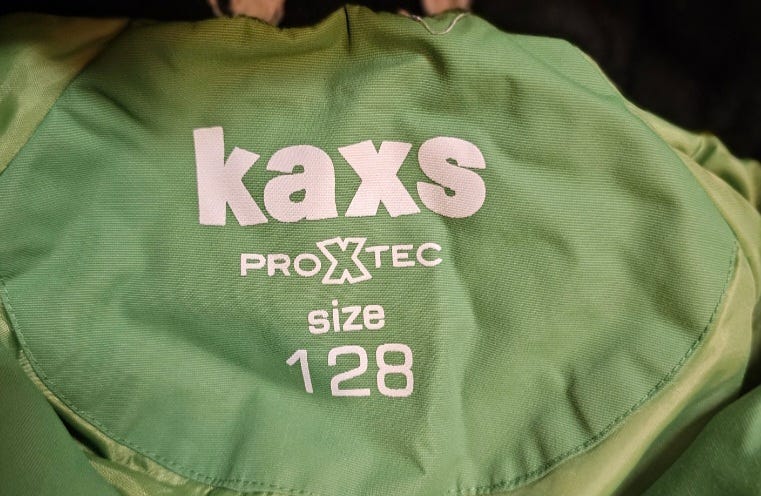 kaxs
PROXTEC
size
128